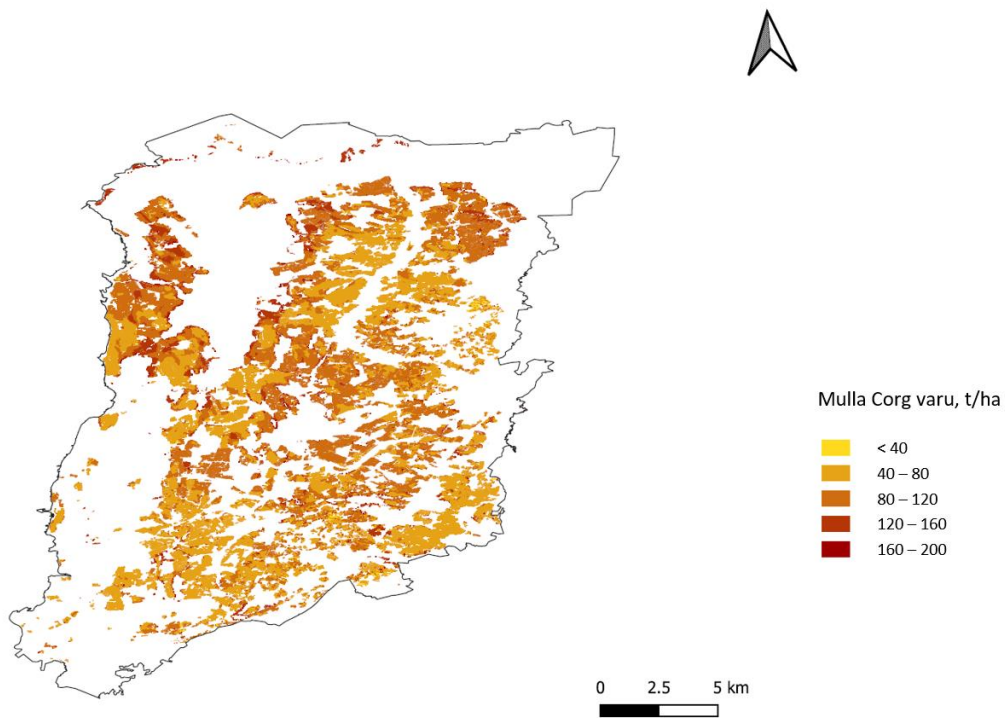 Mulla Corg varu, t/ha
< 40
40 – 80
80 – 120
120 – 160
160 – 200
0 2.5 5 km